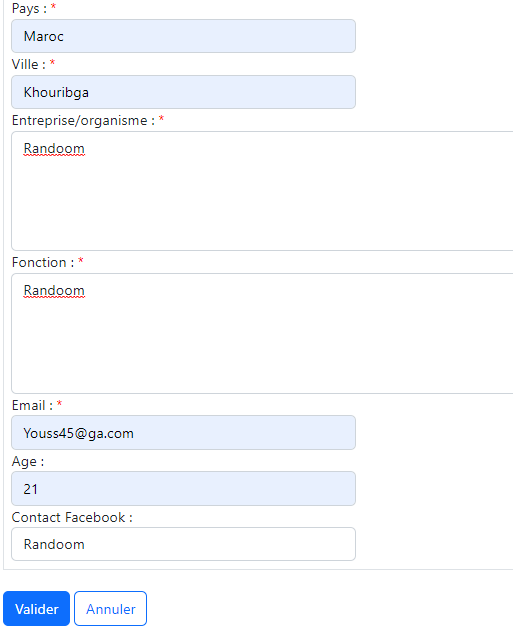 Pays : *
Maroc
Ville : *
Khouribga
Entreprise/organisme : *
Randoom
Fonction : *
Randoom
Email : *
Youss45@ga.com
Age :
21
Contact Facebook :
Randoom
Valider Annuler